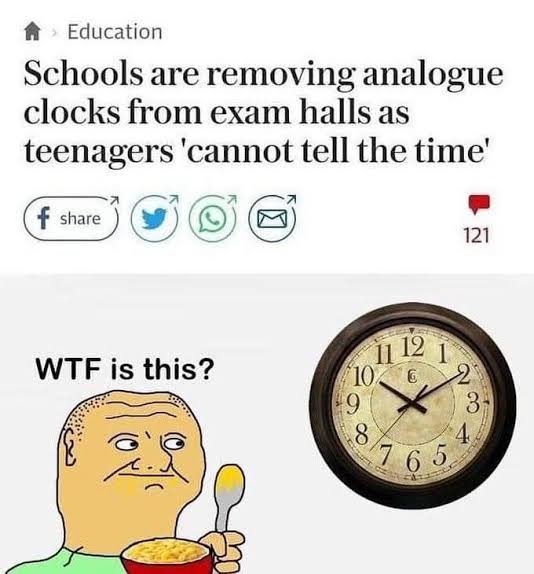 Education
Schools are removing analogue
clocks from exam halls as
teenagers 'cannot tell the time'
f share
121
WTF is this?
12
11 1
10 2
9 3
8 4
7 6 5